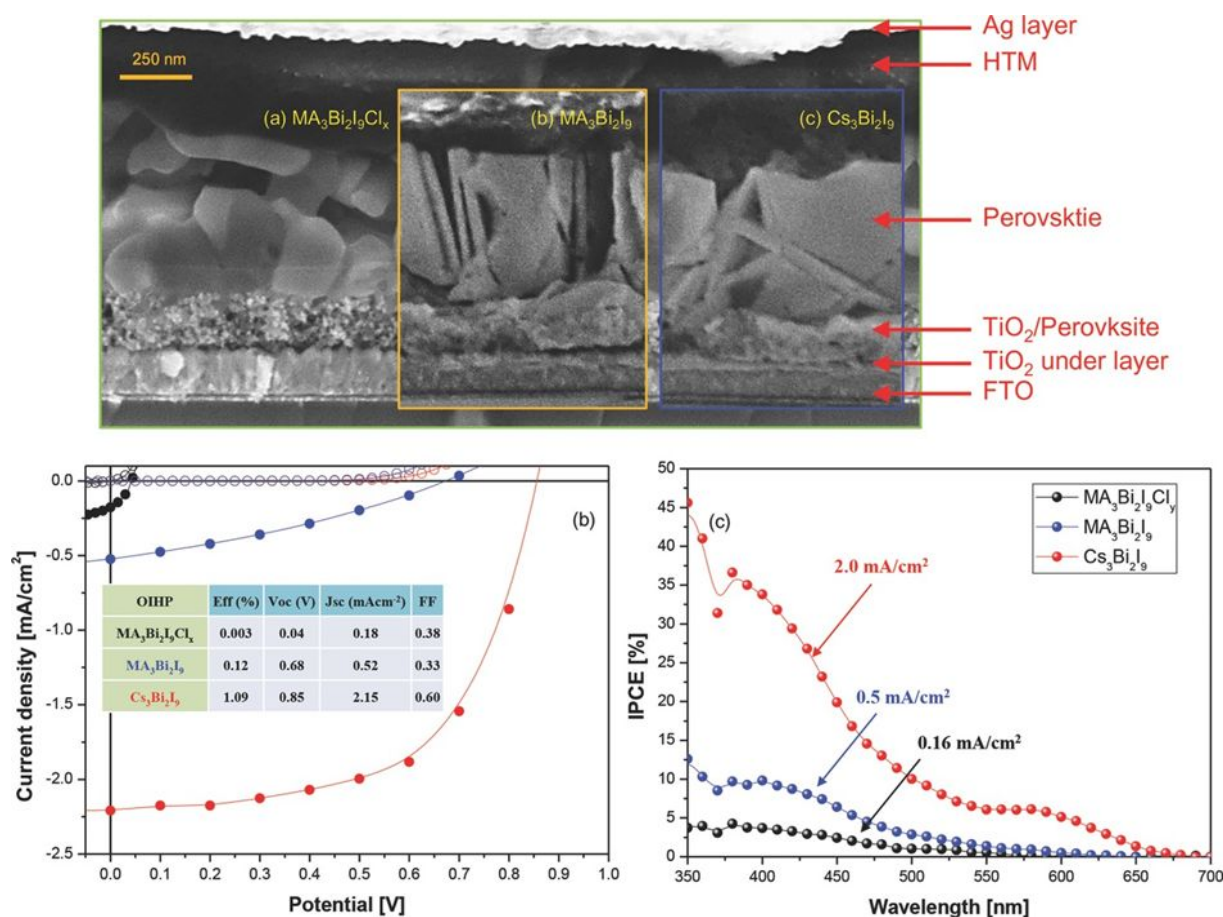 250 nm
(a) MA₃Bi₂I₉Clₓ
(b) MA₃Bi₂I₉
(c) Cs₃Bi₂I₉
Ag layer
HTM
Perovsktie
TiO₂/Perovksite
TiO₂ under layer
FTO
0.0
-0.5
-1.0
-1.5
-2.0
-2.5
Current density [mA/cm²]
(b)
OIHP Eff (%) Voc (V) Jsc (mAcm⁻²) FF
MA₃Bi₂I₉Clₓ 0.003 0.04 0.18 0.38
MA₃Bi₂I₉ 0.12 0.68 0.52 0.33
Cs₃Bi₂I₉ 1.09 0.85 2.15 0.60
0.0 0.1 0.2 0.3 0.4 0.5 0.6 0.7 0.8 0.9 1.0
Potential [V]
50
45
40
35
30
25
20
15
10
5
0
IPCE [%]
(c)
MA₃Bi₂I₉Clᵧ
MA₃Bi₂I₉
Cs₃Bi₂I₉
2.0 mA/cm²
0.5 mA/cm²
0.16 mA/cm²
350 400 450 500 550 600 650 700
Wavelength [nm]